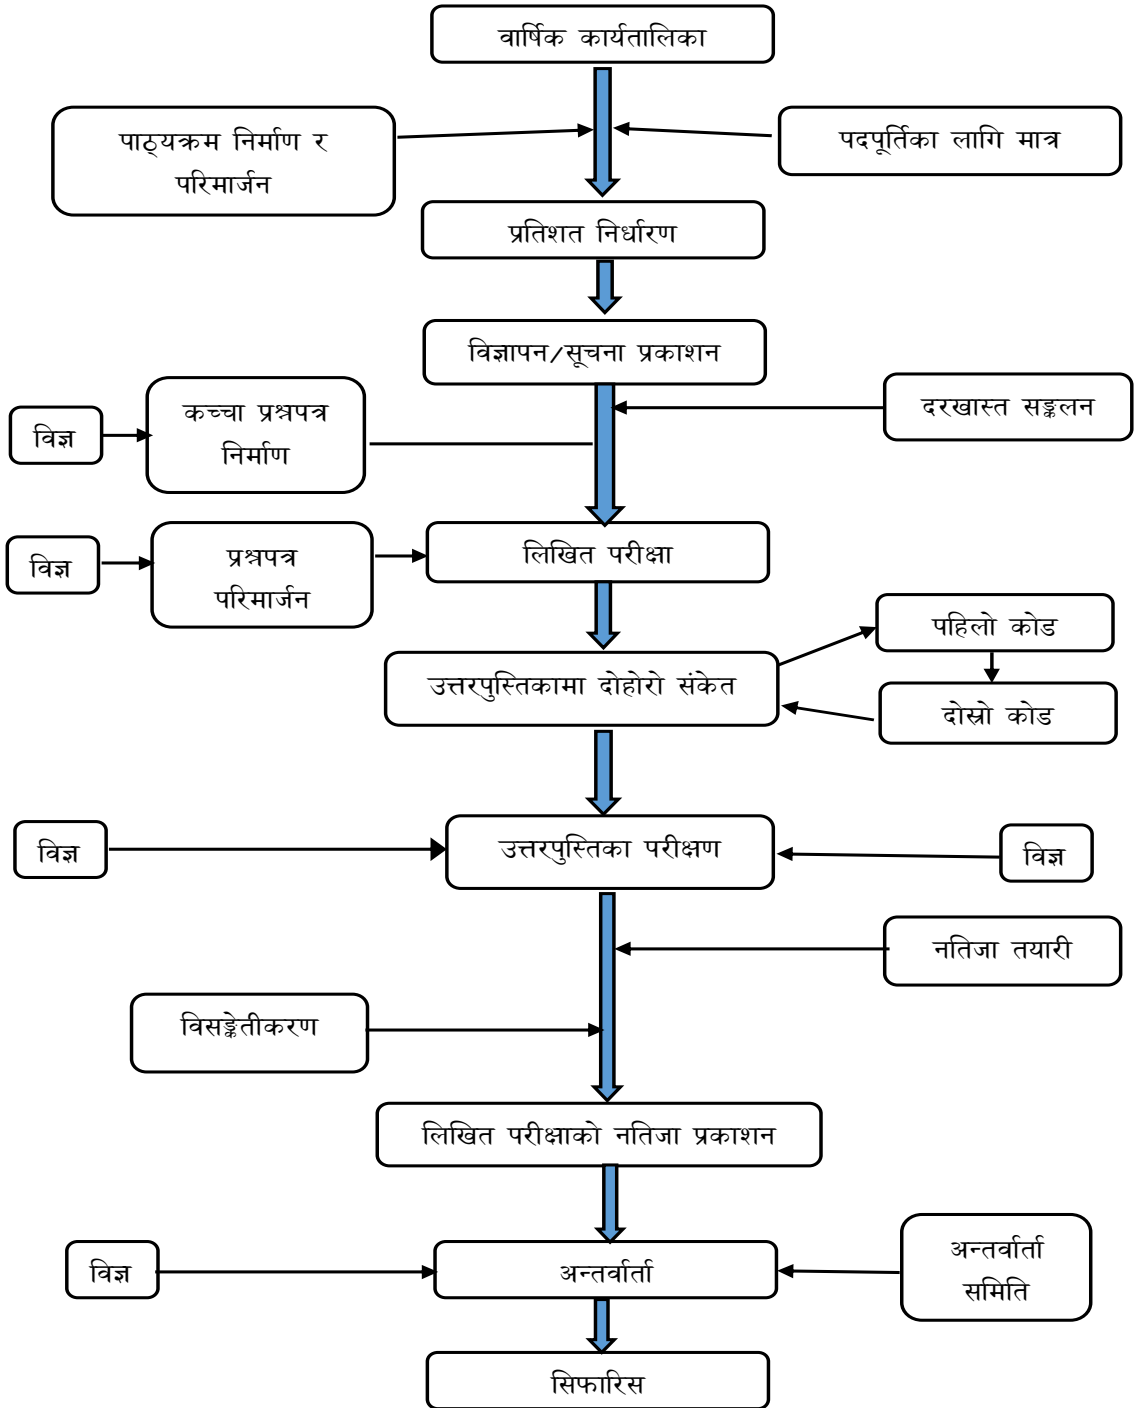 वार्षिक कार्यतालिका
पाठ्यक्रम निर्माण र
परिमार्जन
पदपूर्तिका लागि मात्र
प्रतिशत निर्धारण
विज्ञापन/सूचना प्रकाशन
दरखास्त सङ्कलन
विज्ञ
कच्चा प्रश्नपत्र
निर्माण
विज्ञ
प्रश्नपत्र
परिमार्जन
लिखित परीक्षा
पहिलो कोड
उत्तरपुस्तिकामा दोहोरो संकेत
दोस्रो कोड
विज्ञ
उत्तरपुस्तिका परीक्षण
विज्ञ
नतिजा तयारी
विसङ्केतीकरण
लिखित परीक्षाको नतिजा प्रकाशन
विज्ञ
अन्तर्वार्ता
अन्तर्वार्ता
समिति
सिफारिस